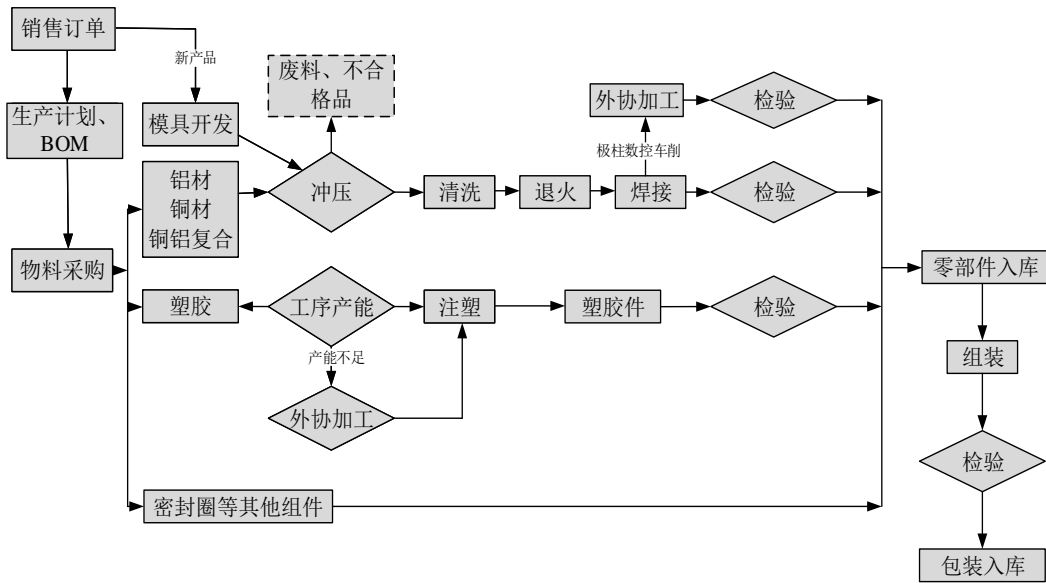 销售订单
新产品
生产计划、
BOM
模具开发
废料、不合
格品
外协加工
检验
极柱数控车削
铝材
铜材
铜铝复合
冲压
清洗
退火
焊接
检验
物料采购
零部件入库
塑胶
工序产能
注塑
塑胶件
检验
产能不足
组装
外协加工
检验
密封圈等其他组件
包装入库